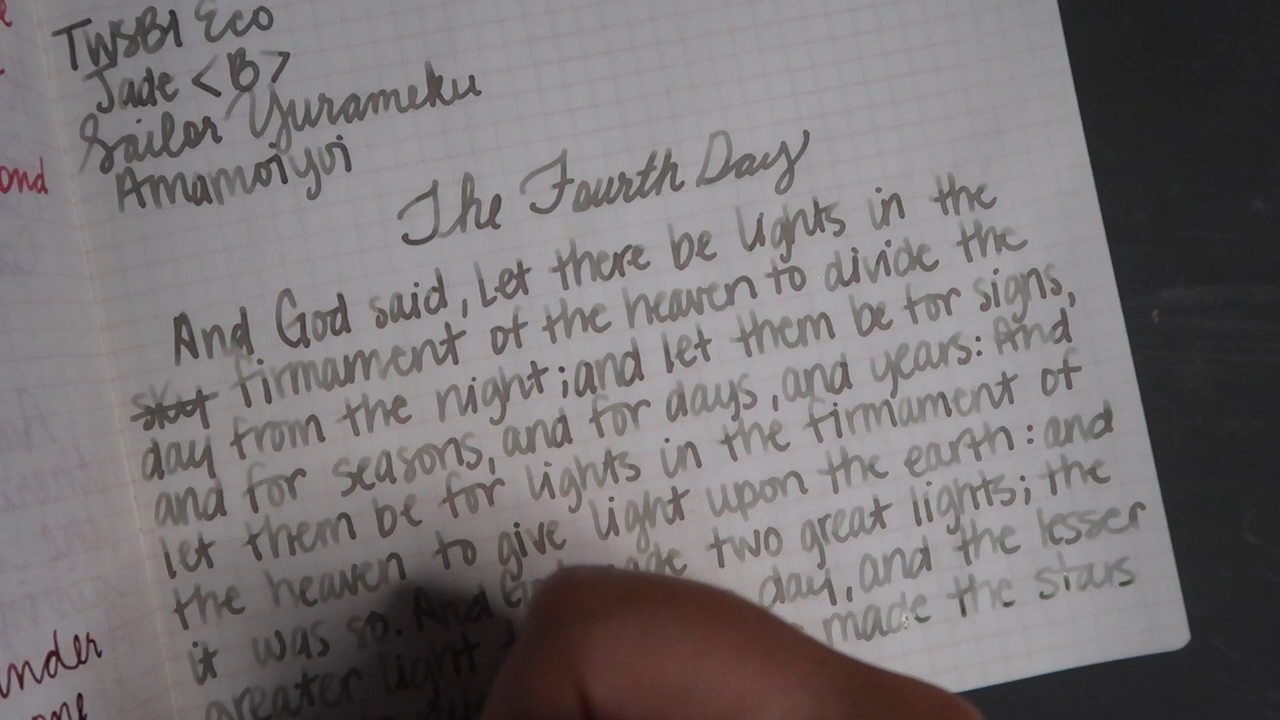 TWSBI Eco
Jade <B>
Sailor Yurameku
Amamoiyoi
The Fourth Day
And God said, Let there be lights in the
firmament of the heaven to divide the
day from the night; and let them be for signs,
and for seasons, and for days, and years: And
let them be for lights in the firmament of
the heaven to give light upon the earth: and
it was so. And two great lights; the
greater light day, and the lesser
made the stars
ond
under
one